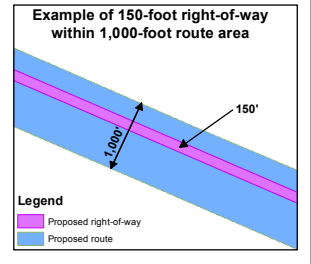 Example of 150-foot right-of-way
within 1,000-foot route area
150'
1,000'
Legend
Proposed right-of-way
Proposed route